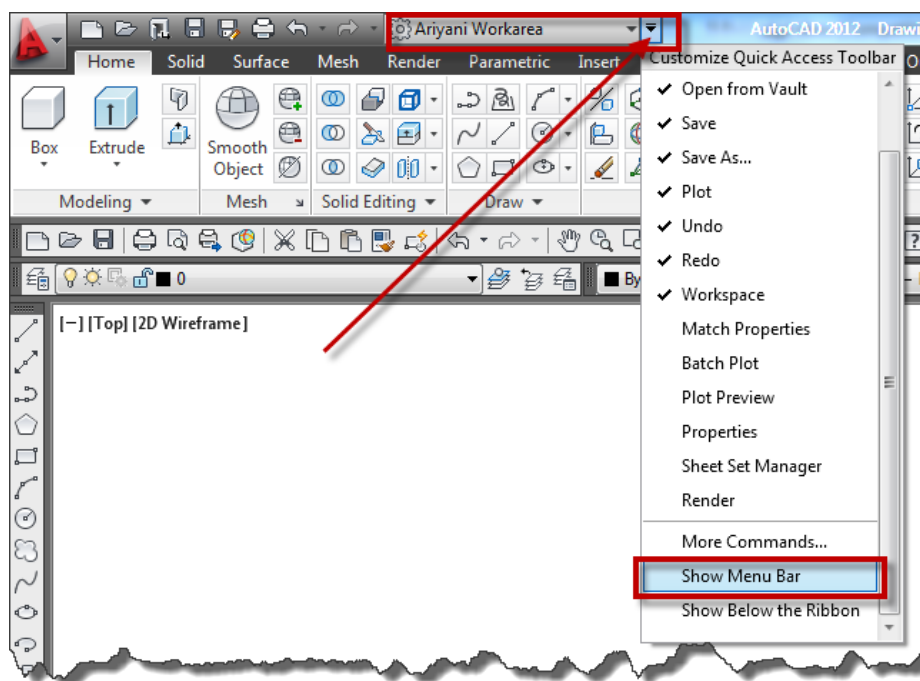 Ariyani Workarea
AutoCAD 2012 Drawi
Home Solid Surface Mesh Render Parametric Insert
Customize Quick Access Toolbar
Open from Vault
Save
Save As...
Plot
Undo
Redo
Workspace
Match Properties
Batch Plot
Plot Preview
Properties
Sheet Set Manager
Render
More Commands...
Show Menu Bar
Show Below the Ribbon
Box
Extrude
Smooth
Object
Modeling
Mesh
Solid Editing
Draw
0
By
[−] [Top] [2D Wireframe]